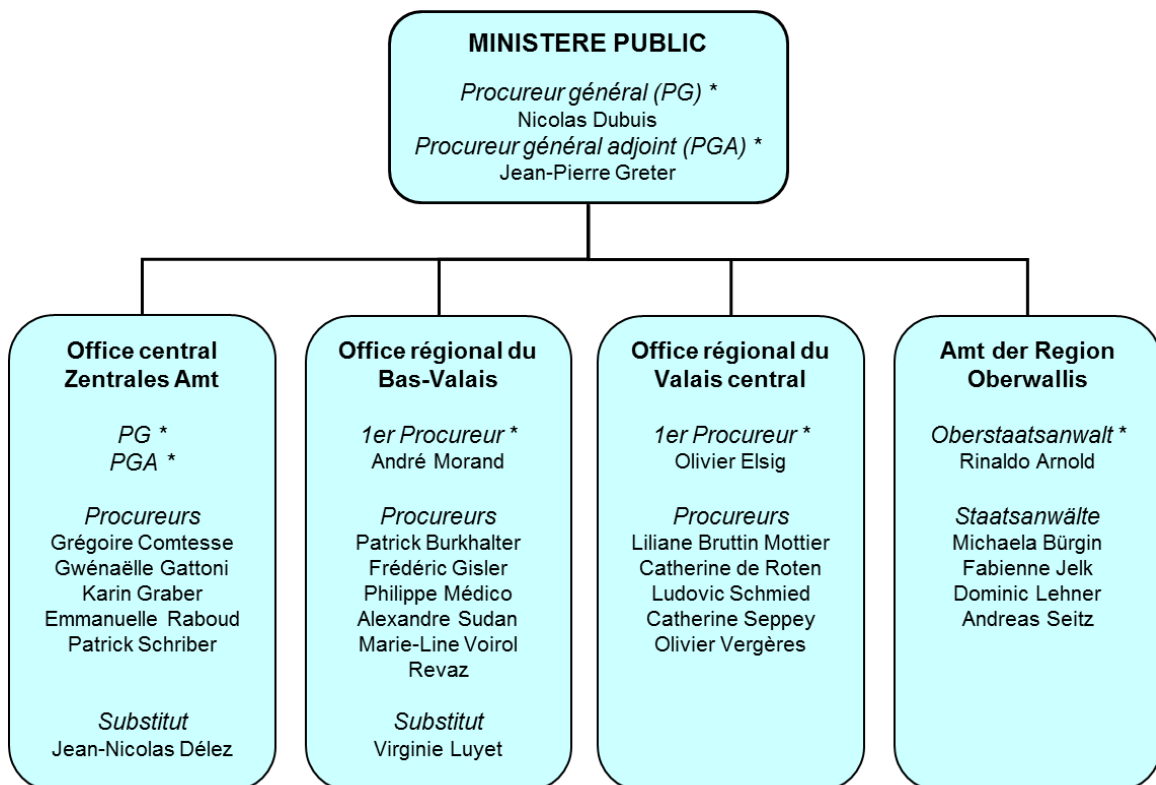 MINISTERE PUBLIC
Procureur général (PG) *
Nicolas Dubuis
Procureur général adjoint (PGA) *
Jean-Pierre Greter
Office central
Zentrales Amt
PG *
PGA *
Procureurs
Grégoire Comtesse
Gwénaëlle Gattoni
Karin Graber
Emmanuelle Raboud
Patrick Schriber
Substitut
Jean-Nicolas Délez
Office régional du
Bas-Valais
1er Procureur *
André Morand
Procureurs
Patrick Burkhalter
Frédéric Gisler
Philippe Médico
Alexandre Sudan
Marie-Line Voirol
Revaz
Substitut
Virginie Luyet
Office régional du
Valais central
1er Procureur *
Olivier Elsig
Procureurs
Liliane Bruttin Mottier
Catherine de Roten
Ludovic Schmied
Catherine Seppey
Olivier Vergères
Amt der Region
Oberwallis
Oberstaatsanwalt *
Rinaldo Arnold
Staatsanwälte
Michaela Bürgin
Fabienne Jelk
Dominic Lehner
Andreas Seitz